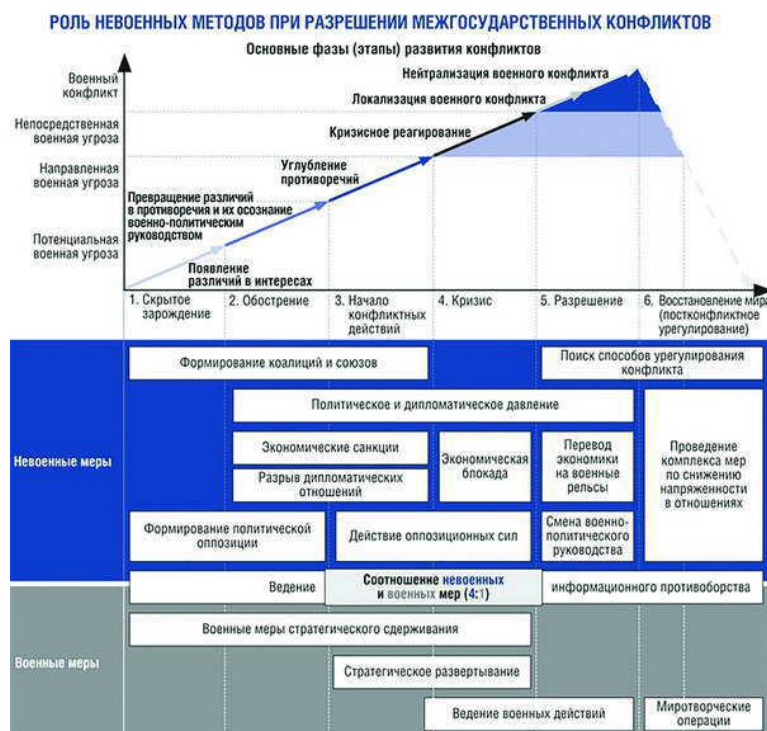 РОЛЬ НЕВОЕННЫХ МЕТОДОВ ПРИ РАЗРЕШЕНИИ МЕЖГОСУДАРСТВЕННЫХ КОНФЛИКТОВ
Основные фазы (этапы) развития конфликтов
Военный
конфликт
Непосредственная
военная угроза
Направленная
военная угроза
Потенциальная
военная угроза
Нейтрализация военного конфликта
Локализация военного конфликта
Кризисное реагирование
Углубление
противоречий
Превращение различий
в противоречия и их осознание
военно-политическим
руководством
Появление
различий в интересах
1. Скрытое
зарождение
2. Обострение
3. Начало
конфликтных
действий
4. Кризис
5. Разрешение
6. Восстановление мира
(постконфликтное
урегулирование)
Невоенные меры
Формирование коалиций и союзов
Поиск способов урегулирования
конфликта
Политическое и дипломатическое давление
Экономические санкции
Разрыв дипломатических
отношений
Экономическая
блокада
Перевод
экономики
на военные
рельсы
Проведение
комплекса мер
по снижению
напряженности
в отношениях
Формирование политической
оппозиции
Действие оппозиционных сил
Смена военно-
политического
руководства
Ведение
Соотношение невоенных
и военных мер (4:1)
информационного противоборства
Военные меры
Военные меры стратегического сдерживания
Стратегическое развертывание
Ведение военных действий
Миротворческие
операции